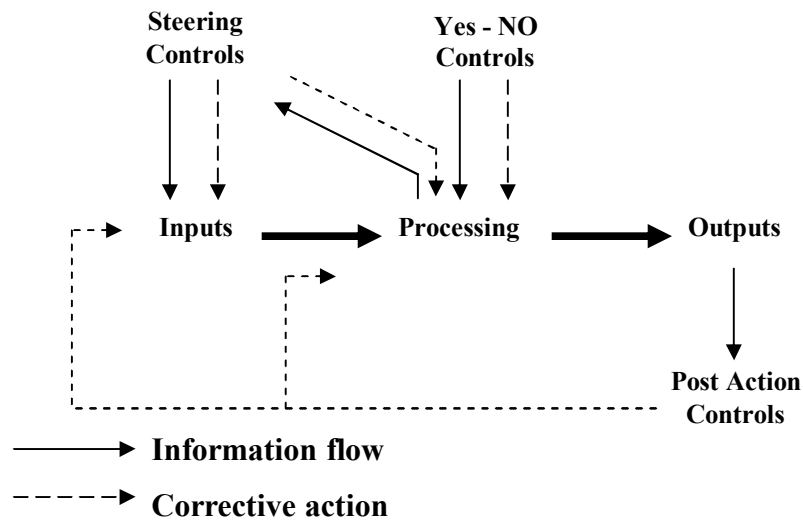 Steering
Controls
Yes - NO
Controls
Inputs
Processing
Outputs
Post Action
Controls
Information flow
Corrective action